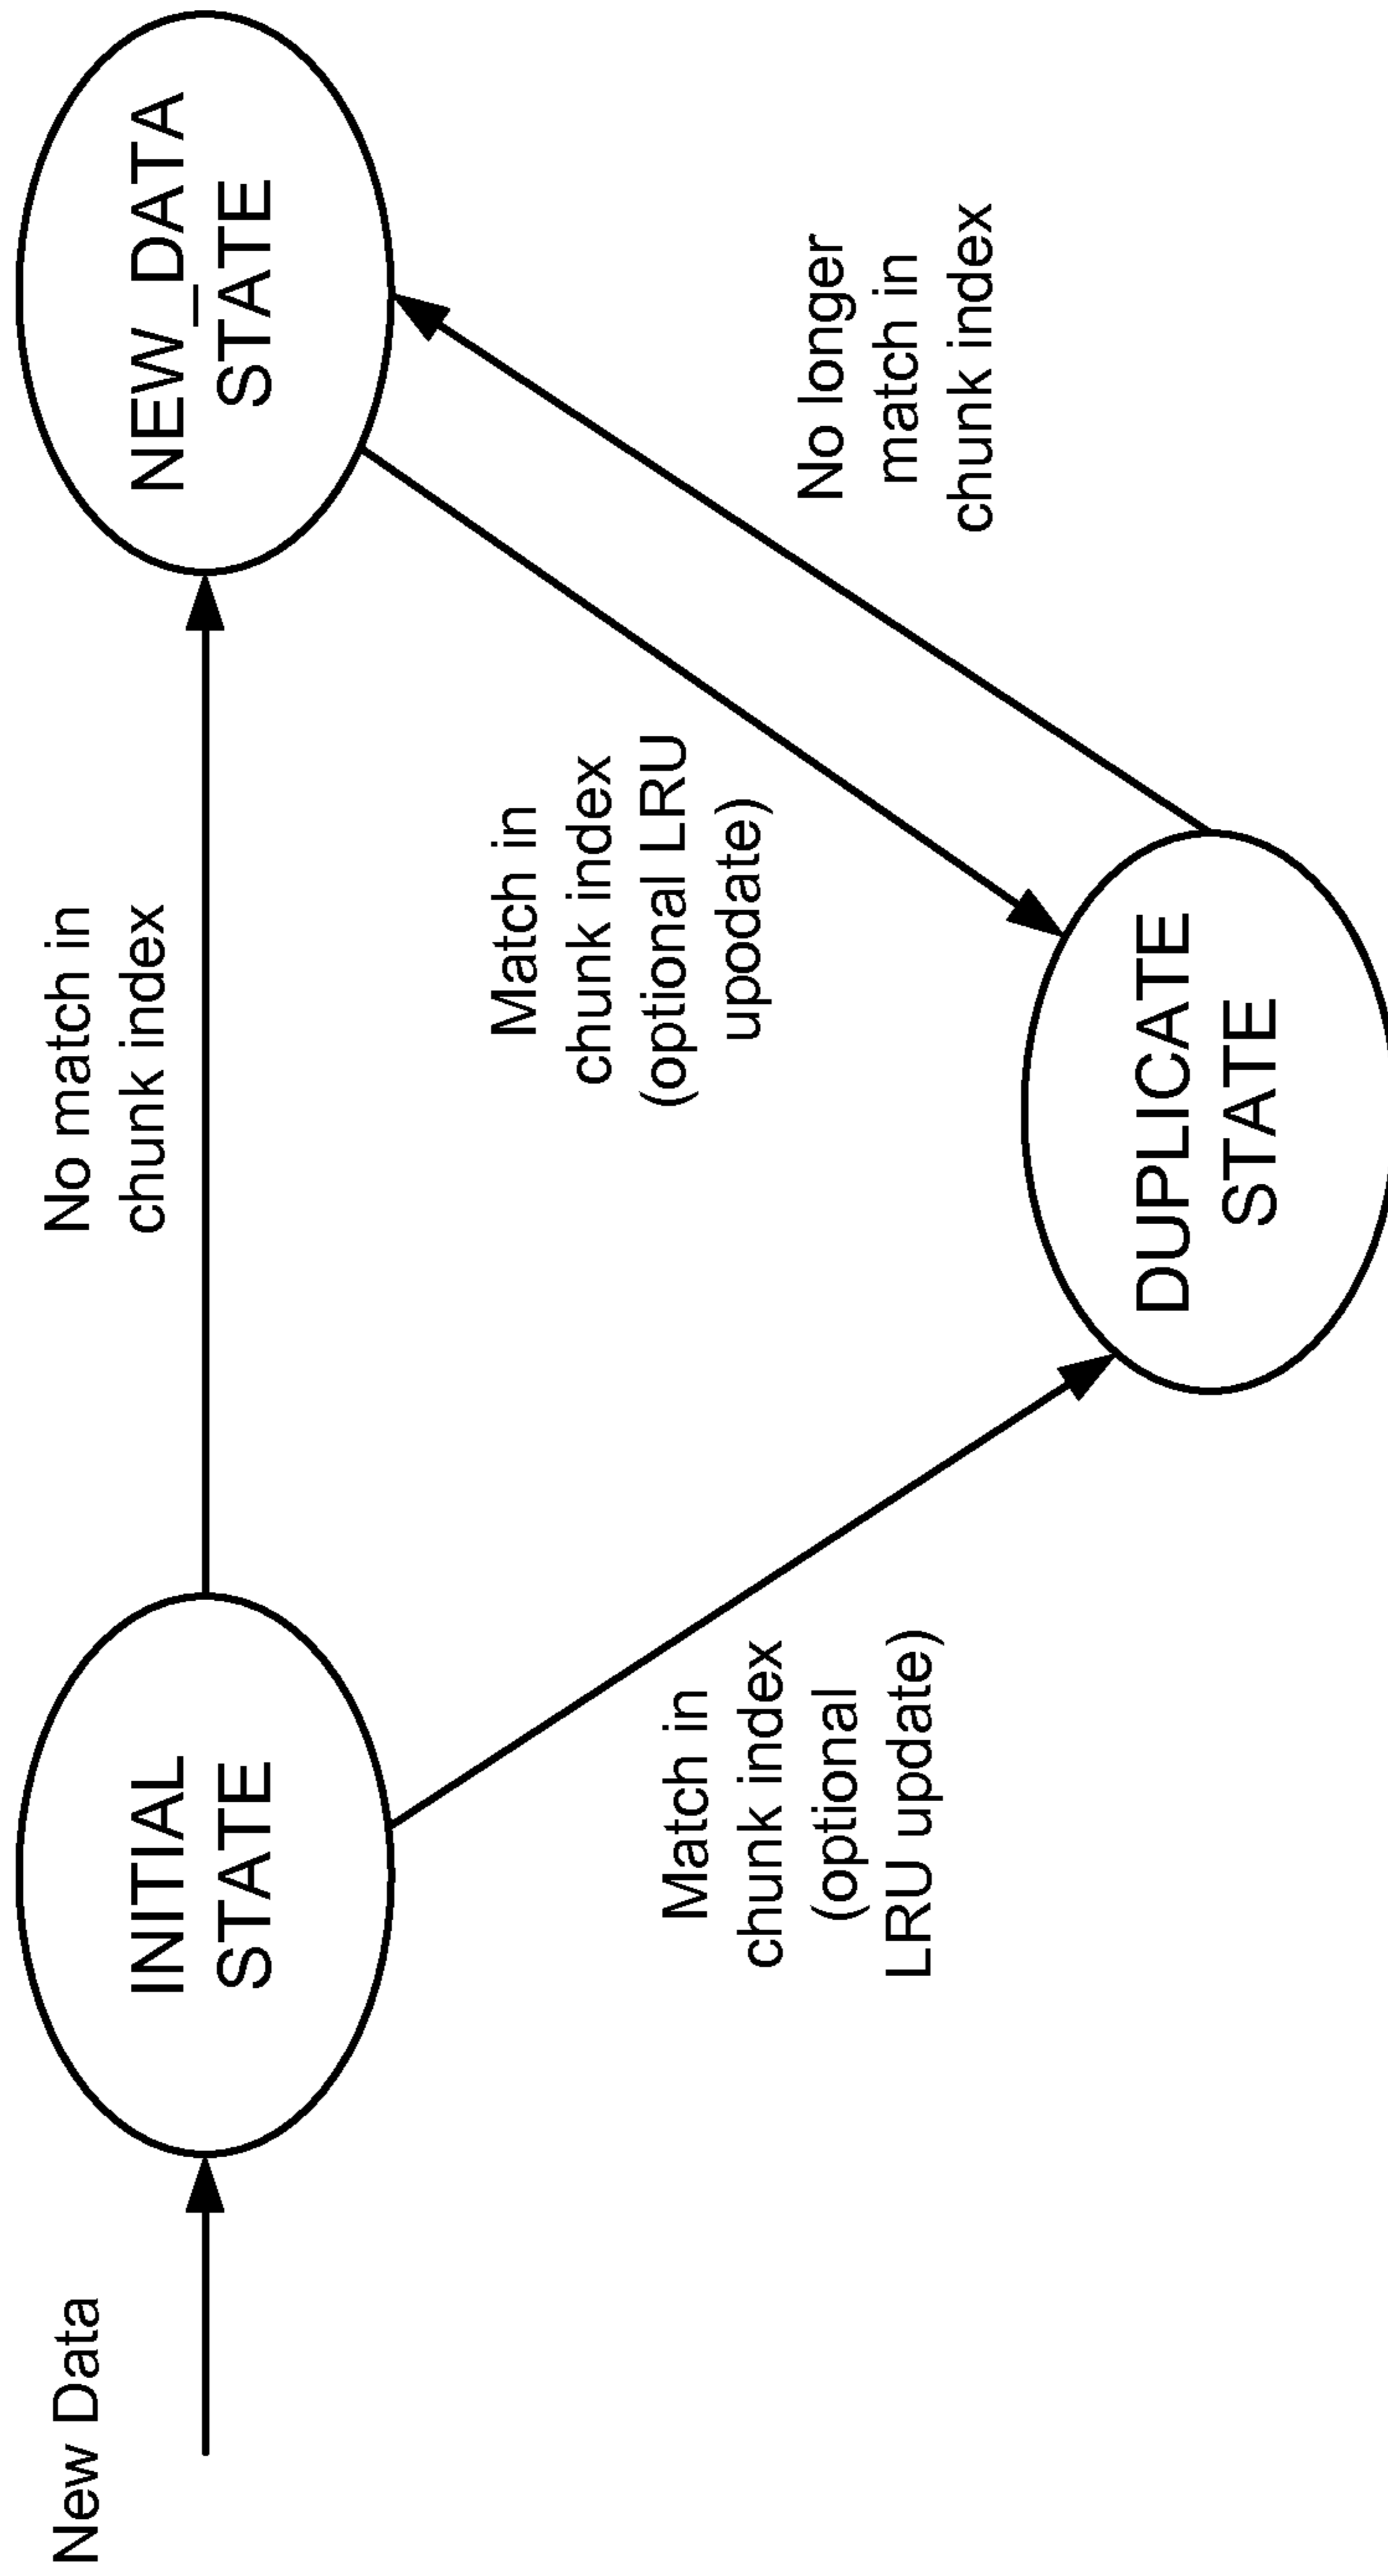 New Data
INITIAL
STATE
No match in
chunk index
NEW_DATA
STATE
Match in
chunk index
(optional
LRU update)
Match in
chunk index
(optional LRU
upodate)
No longer
match in
chunk index
DUPLICATE
STATE